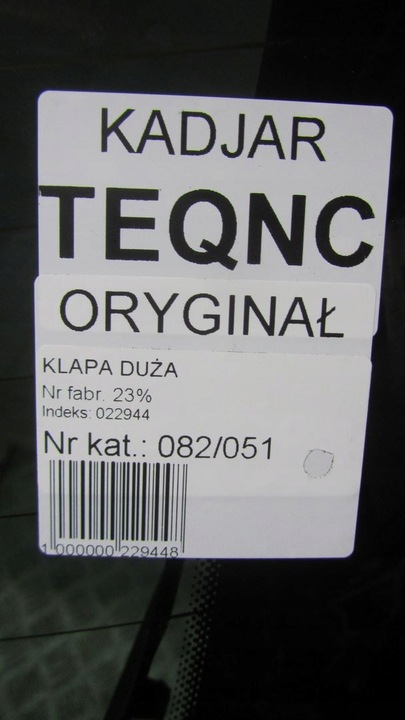 KADJAR
TEQNC
ORYGINAŁ
KLAPA DUŻA
Nr fabr. 23%
Indeks: 022944
Nr kat.: 082/051
1 000000 229448